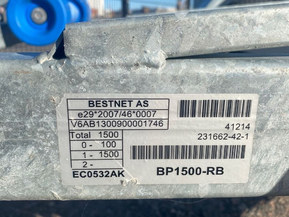 BESTNET AS
e29*2007/46*0007
V6AB1300900001746
Total 1500
0 - 100
1 - 1500
2 -
EC0532AK
41214
231662-42-1
BP1500-RB